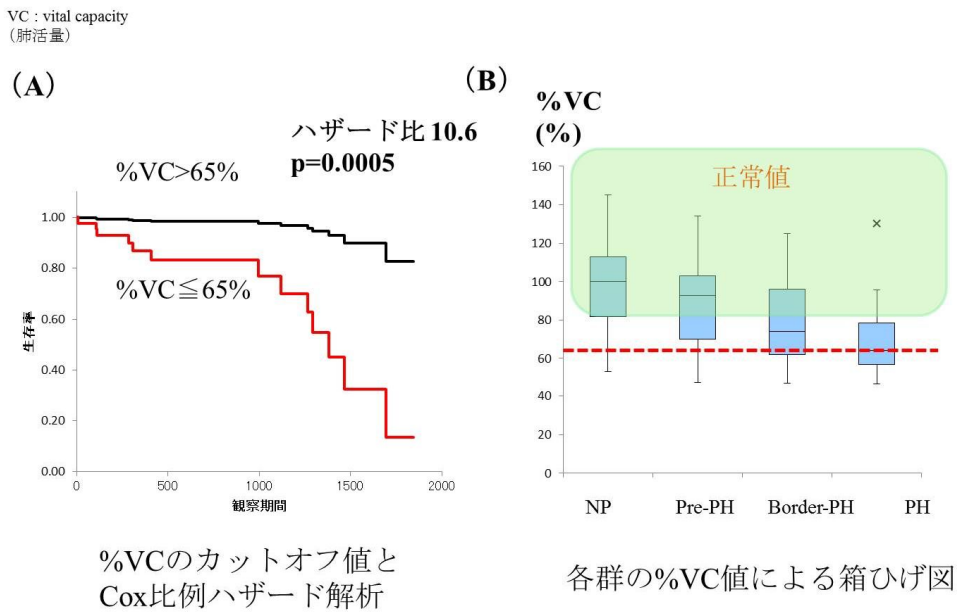 VC : vital capacity
（肺活量）
（A）
ハザード比 10.6
p=0.0005
%VC>65%
%VC≦65%
1.00
0.80
0.60
0.40
0.20
0.00
生存率
0 500 1000 1500 2000
観察期間
%VCのカットオフ値と
Cox比例ハザード解析
（B）
%VC
(%)
正常値
160
140
120
100
80
60
40
20
0
NP Pre-PH Border-PH PH
各群の%VC値による箱ひげ図